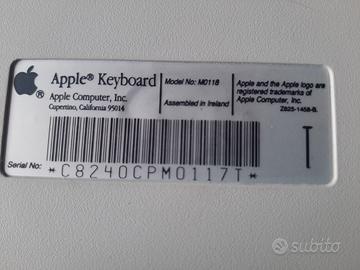 Apple® Keyboard
Apple Computer, Inc.
Cupertino, California 95014
®
Model No: M0118
Assembled in Ireland
Apple and the Apple logo are
registered trademarks of
Apple Computer, Inc.
Z825-1458-B.
T
Serial No:
*C8240CPM0117T*
subito